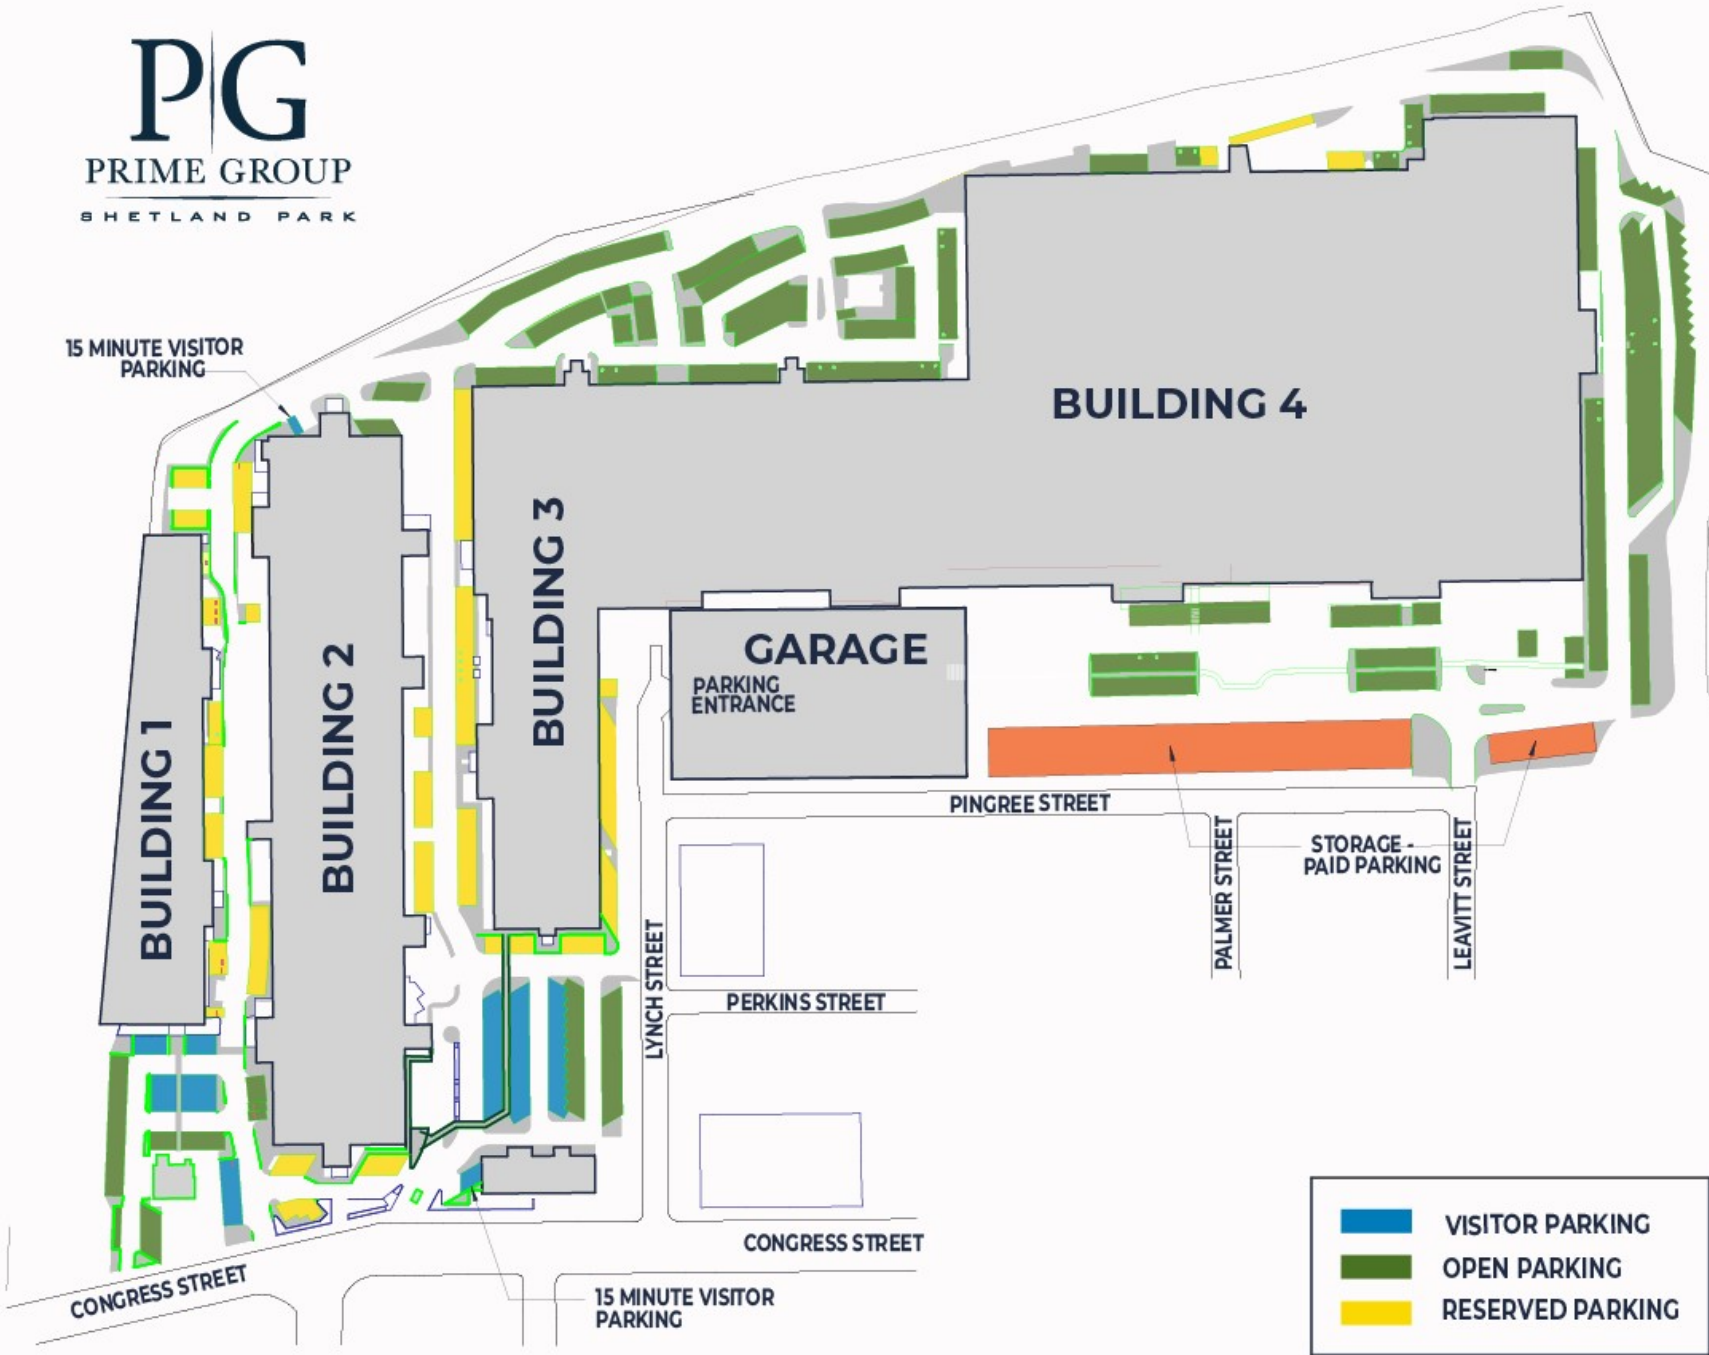 PG
PRIME GROUP
SHETLAND PARK
15 MINUTE VISITOR
PARKING
BUILDING 4
BUILDING 3
BUILDING 2
BUILDING 1
GARAGE
PARKING
ENTRANCE
PINGREE STREET
STORAGE -
PAID PARKING
PALMER STREET
LEAVITT STREET
LYNCH STREET
PERKINS STREET
CONGRESS STREET
CONGRESS STREET
15 MINUTE VISITOR
PARKING
VISITOR PARKING
OPEN PARKING
RESERVED PARKING